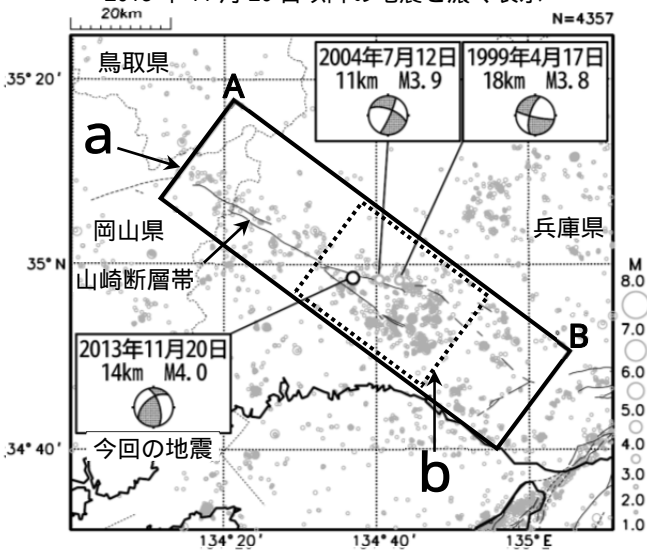 20km
N=4357
35°20′
鳥取県
A
2004年7月12日
11km M3.9
1999年4月17日
18km M3.8
a
岡山県
兵庫県
35°N
山崎断層帯
M
8.0
7.0
6.0
5.0
4.0
3.0
2.0
1.0
B
2013年11月20日
14km M4.0
今回の地震
34°40′
b
134°20′
134°40′
135°E